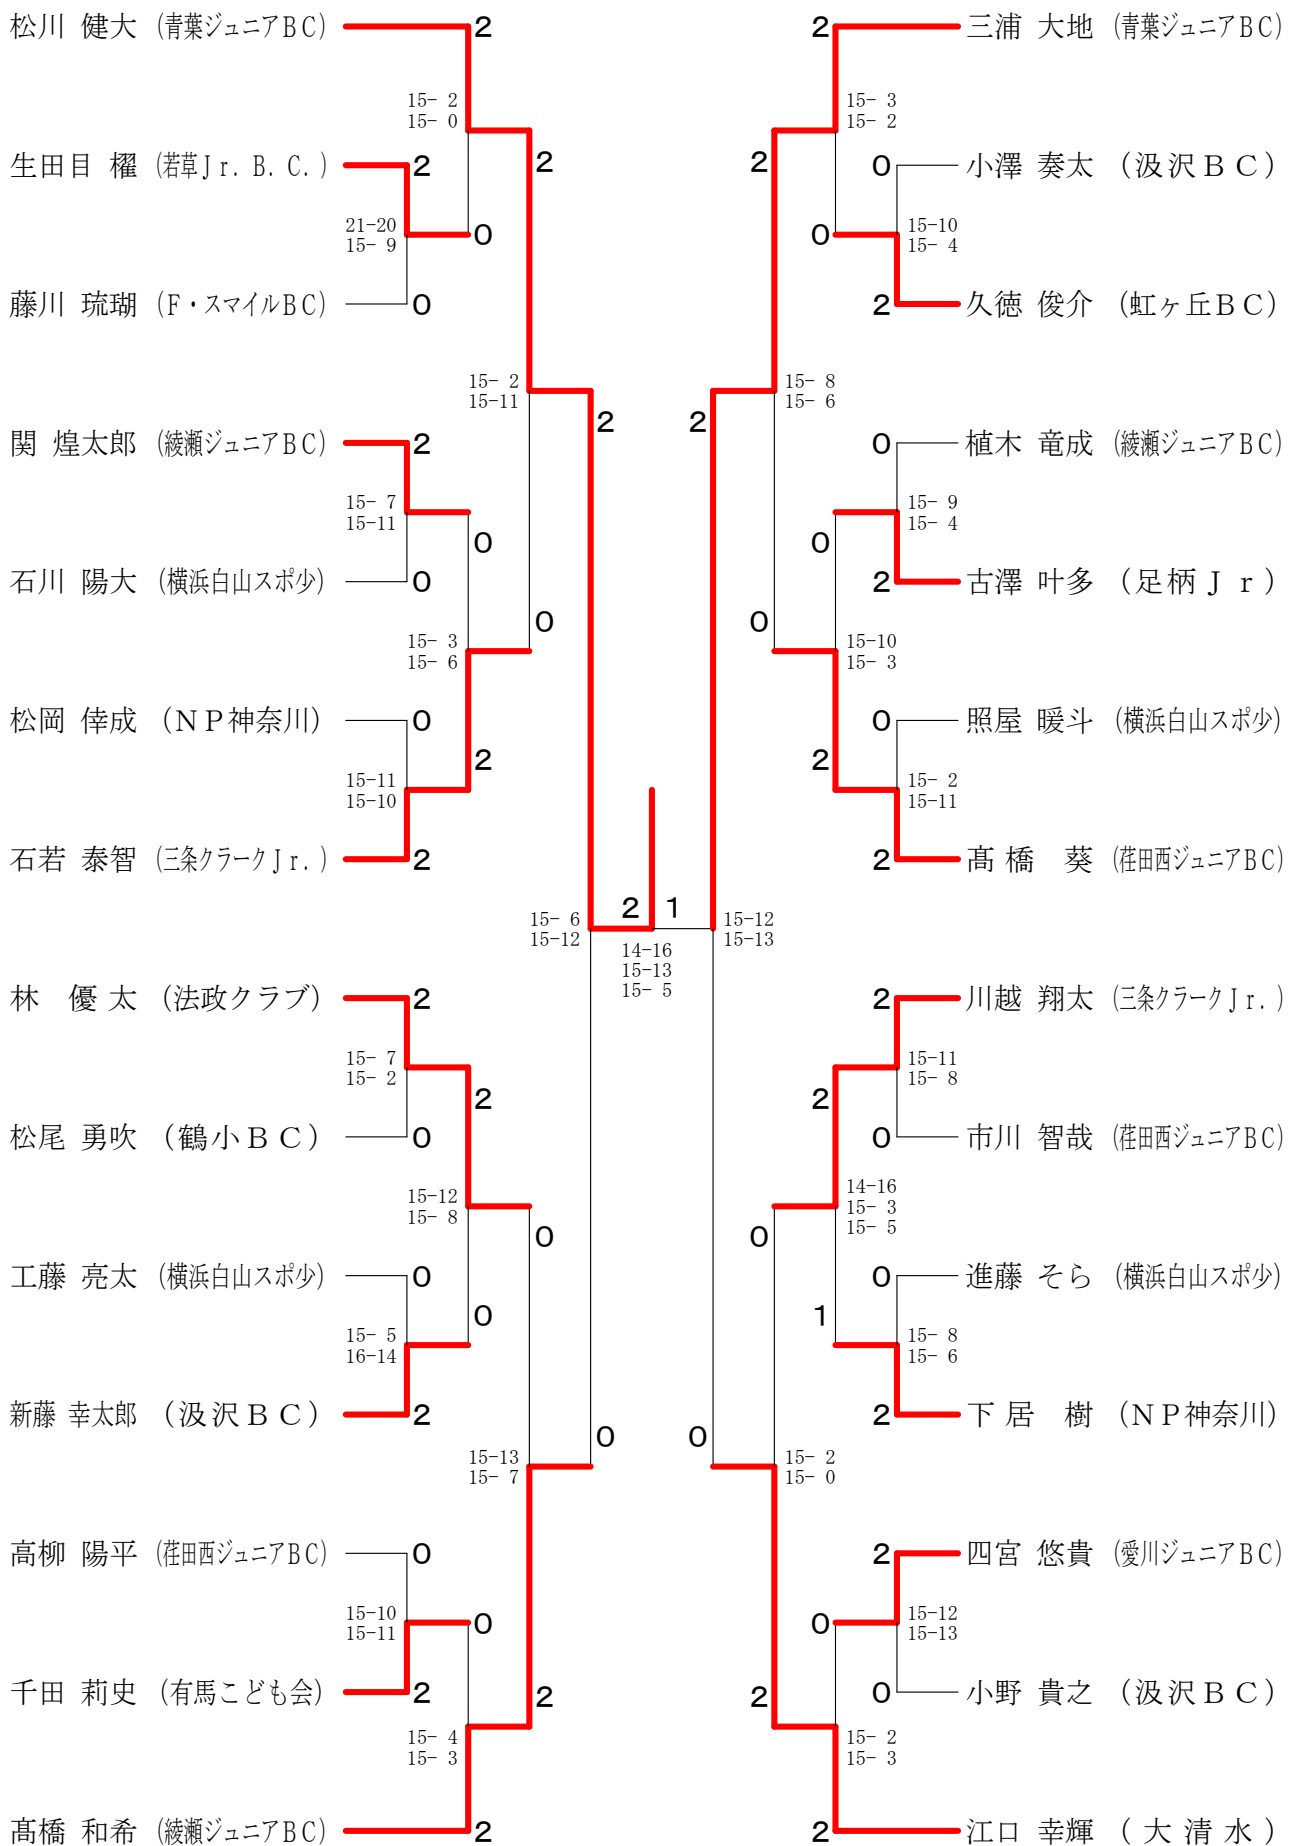 松川 健大 (青葉ジュニアBC) 2
15- 2
15- 0
生田目 櫂 (若草Jr. B. C. ) 2
2
21-20
15- 9
0
藤川 琉瑚 (F・スマイルBC) 0
15- 2
15-11
2
関 煌太郎 (綾瀬ジュニアBC) 2
15- 7
15-11
0
石川 陽大 (横浜白山スポ少) 0
0
15- 3
15- 6
松岡 倖成 (NP神奈川) 0
2
15-11
15-10
石若 泰智 (三条クラークJr. ) 2
15- 6
15-12
2 1
14-16
15-13
15- 5
林 優太 (法政クラブ) 2
15- 7
15- 2
2
松尾 勇吹 (鶴小BC) 0
15-12
15- 8
0
工藤 亮太 (横浜白山スポ少) 0
0
15- 5
16-14
新藤 幸太郎 (汲沢BC) 2
0
15-13
15- 7
高柳 陽平 (荏田西ジュニアBC) 0
15-10
15-11
0
千田 莉史 (有馬こども会) 2
2
15- 4
15- 3
髙橋 和希 (綾瀬ジュニアBC) 2
2 三浦 大地 (青葉ジュニアBC)
15- 3
15- 2
2
0 小澤 奏太 (汲沢BC)
0
15-10
15- 4
2 久徳 俊介 (虹ヶ丘BC)
15- 8
15- 6
2
0 植木 竜成 (綾瀬ジュニアBC)
15- 9
15- 4
0
2 古澤 叶多 (足柄Jr)
0
15-10
15- 3
0 照屋 暖斗 (横浜白山スポ少)
2
15- 2
15-11
2 髙橋 葵 (荏田西ジュニアBC)
15-12
15-13
2 川越 翔太 (三条クラークJr. )
15-11
15- 8
2
0 市川 智哉 (荏田西ジュニアBC)
14-16
15- 3
15- 5
0
0 進藤 そら (横浜白山スポ少)
1
15- 8
15- 6
2 下居 樹 (NP神奈川)
0
15- 2
15- 0
2 四宮 悠貴 (愛川ジュニアBC)
0
15-12
15-13
0 小野 貴之 (汲沢BC)
2
15- 2
15- 3
2 江口 幸輝 (大清水)